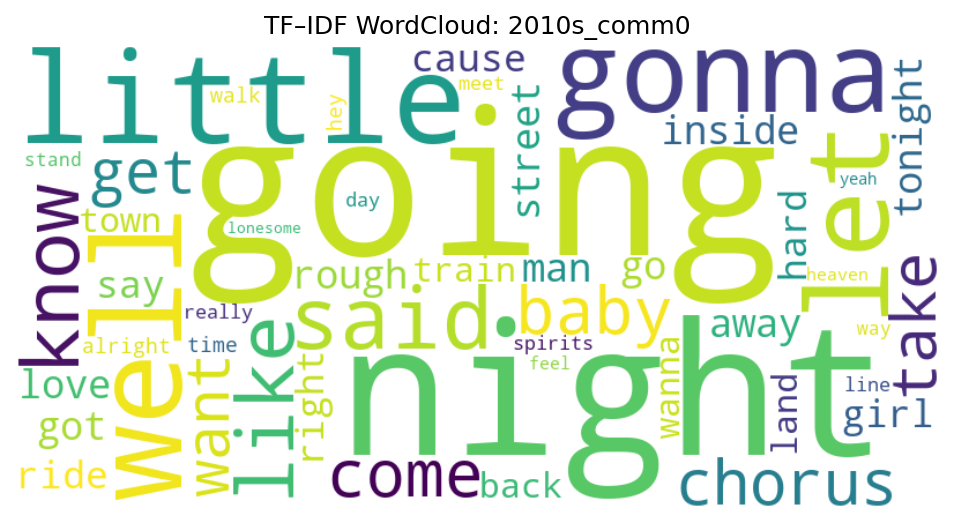 TF–IDF WordCloud: 2010s_comm0
little
going
gonna
night
cause
meet
walk
hey
street
inside
tonight
stand
get
day
let
yeah
know
town
well
lonesome
hard
say
rough
train
man
go
heaven
take
said
baby
away
way
really
alright
time
like
spirits
feel
love
want
right
wanna
land
line
girl
got
ride
come
back
chorus